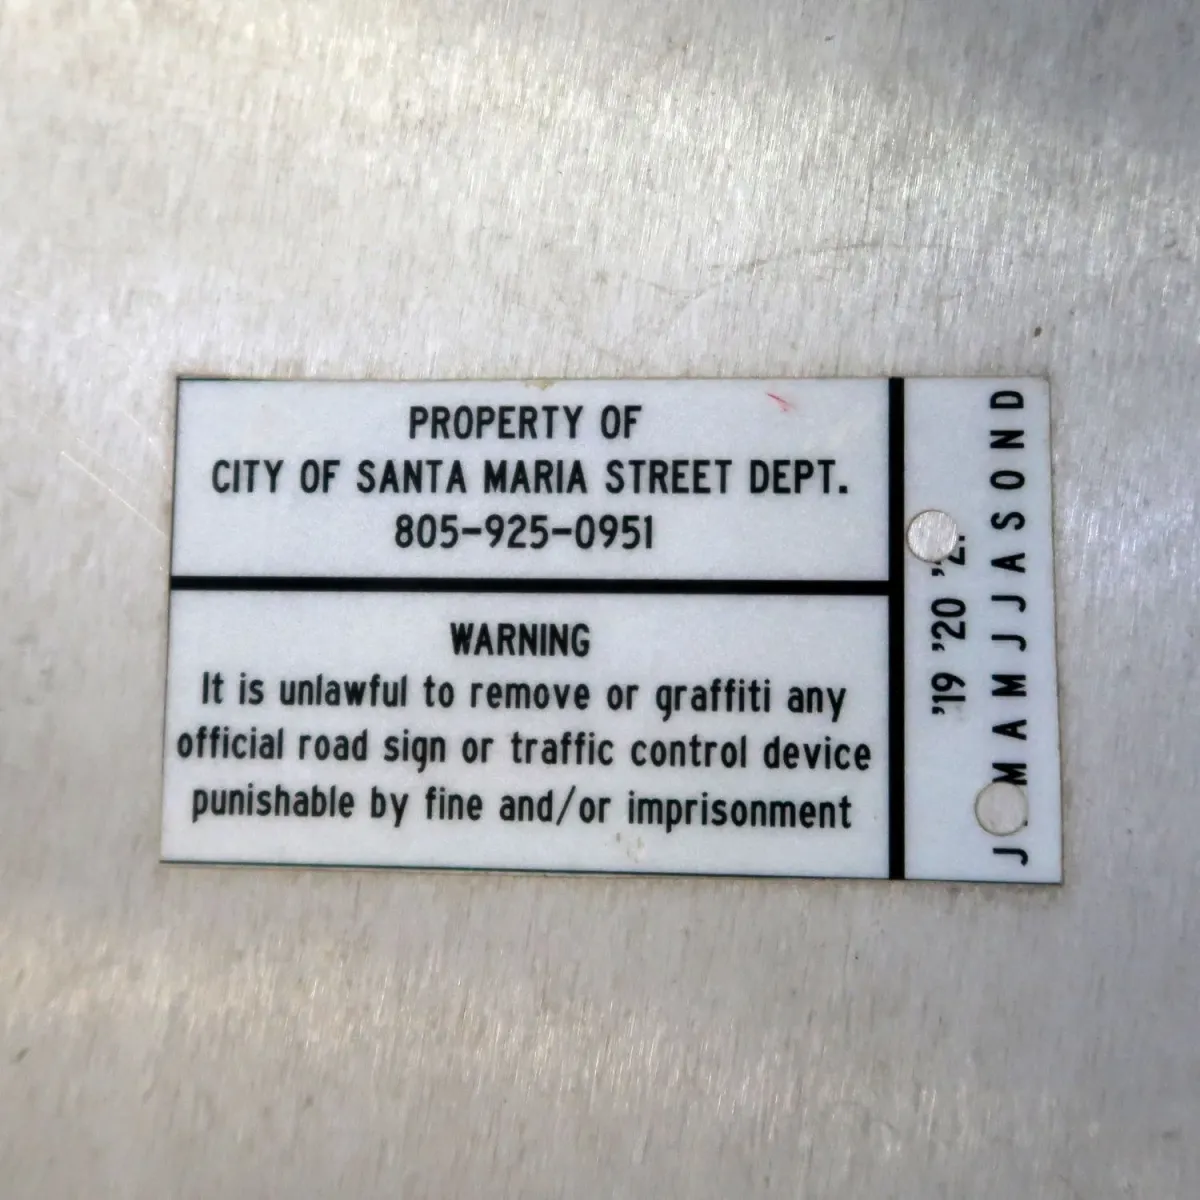 PROPERTY OF
CITY OF SANTA MARIA STREET DEPT.
805-925-0951
WARNING
It is unlawful to remove or graffiti any
official road sign or traffic control device
punishable by fine and/or imprisonment
'19 '20
J M A M J J A S O N D